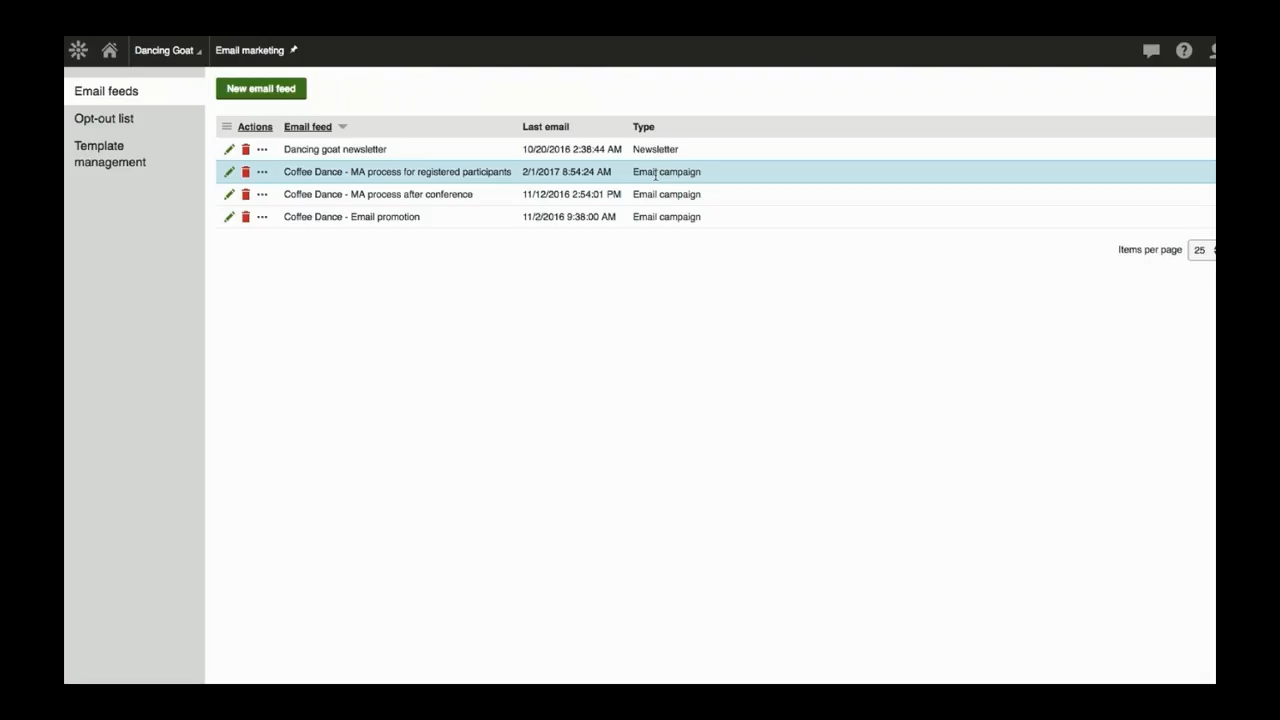 Dancing Goat Email marketing
Email feeds
Opt-out list
Template
management
New email feed
Actions Email feed Last email Type
Dancing goat newsletter 10/20/2016 2:38:44 AM Newsletter
Coffee Dance - MA process for registered participants 2/1/2017 8:54:24 AM Email campaign
Coffee Dance - MA process after conference 11/12/2016 2:54:01 PM Email campaign
Coffee Dance - Email promotion 11/2/2016 9:38:00 AM Email campaign
Items per page 25